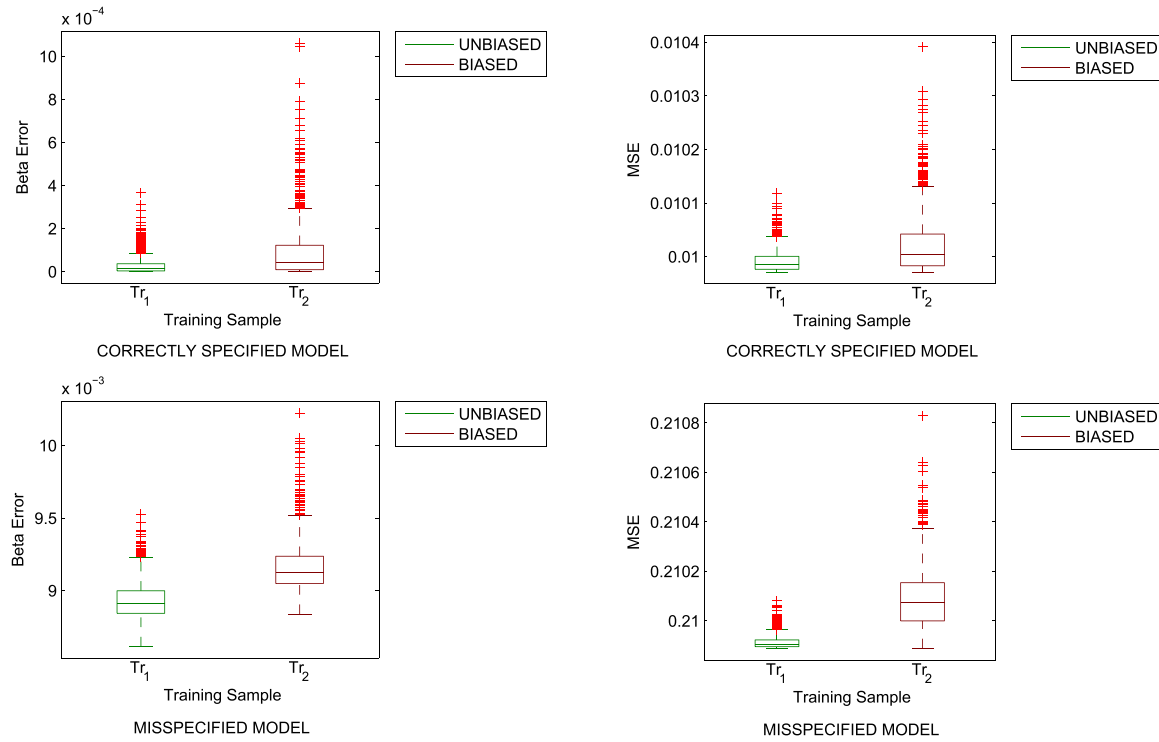 x 10−4
10
8
6
4
2
0
Beta Error
Tr1
Tr2
Training Sample
CORRECTLY SPECIFIED MODEL
UNBIASED
BIASED
0.0104
0.0103
0.0102
0.0101
0.01
MSE
Tr1
Tr2
Training Sample
CORRECTLY SPECIFIED MODEL
UNBIASED
BIASED
x 10−3
10
9.5
9
Beta Error
Tr1
Tr2
Training Sample
MISSPECIFIED MODEL
UNBIASED
BIASED
0.2108
0.2106
0.2104
0.2102
0.21
MSE
Tr1
Tr2
Training Sample
MISSPECIFIED MODEL
UNBIASED
BIASED